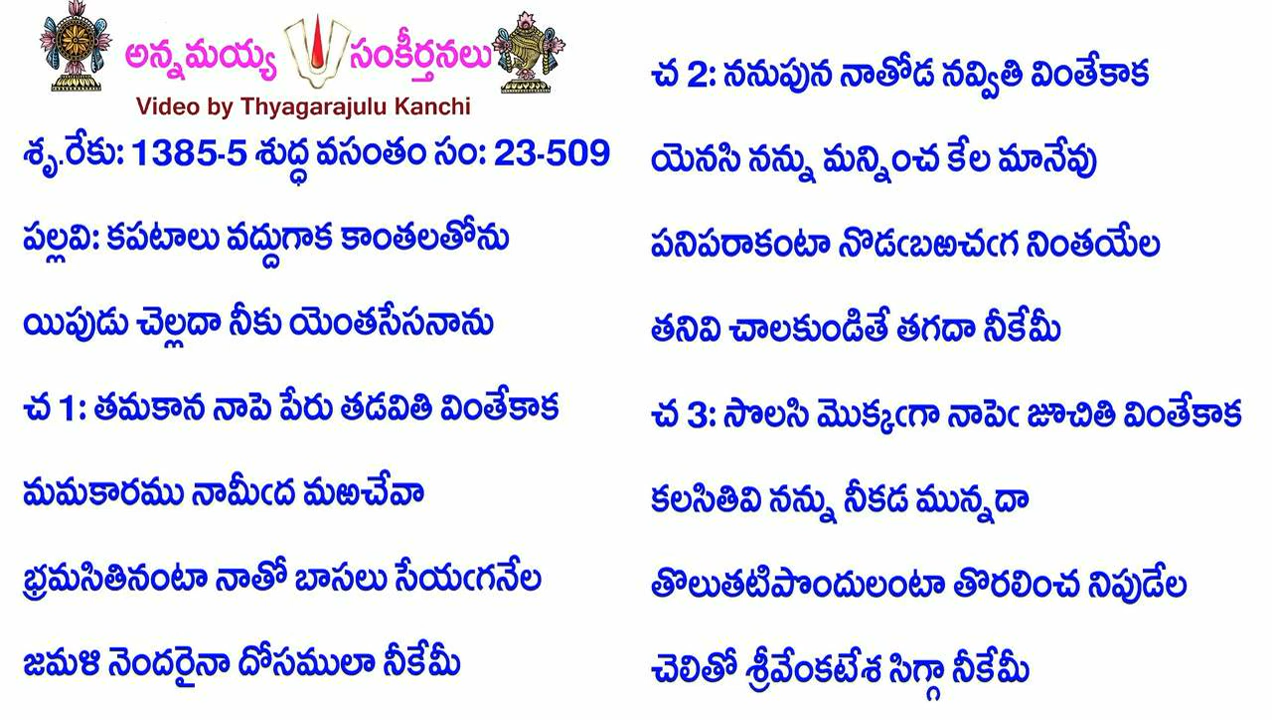 అన్నమయ్య సంకీర్తనలు
Video by Thyagarajulu Kanchi
శృ.రేకు: 1385-5 శుద్ధ వసంతం సం: 23-509
పల్లవి: కపటాలు వద్దుగాక కాంతలతోను
యిపుడు చెల్లదా నీకు యెంతసేసనాను
చ 1: తమకాన నాపె పేరు తడవితి వింతేకాక
మమకారము నామీఁద మఱచేవా
భ్రమసితినంటా నాతో బాసలు సేయఁగనేల
జమళి నెందరైనా దోసములా నీకేమీ
చ 2: ననుపున నాతోడ నవ్వితి వింతేకాక
యెనసి నన్ను మన్నించ కేల మానేవు
పనిపరాకంటా నొడఁబఱచఁగ నింతయేల
తనివి చాలకుండితే తగదా నీకేమీ
చ 3: సొలసి మొక్కఁగా నాపెఁ జూచితి వింతేకాక
కలసితివి నన్ను నీకడ మున్నదా
తొలుతటిపొందులంటా తొరలించ నిపుడేల
చెలితో శ్రీవేంకటేశ సిగ్గా నీకేమీ